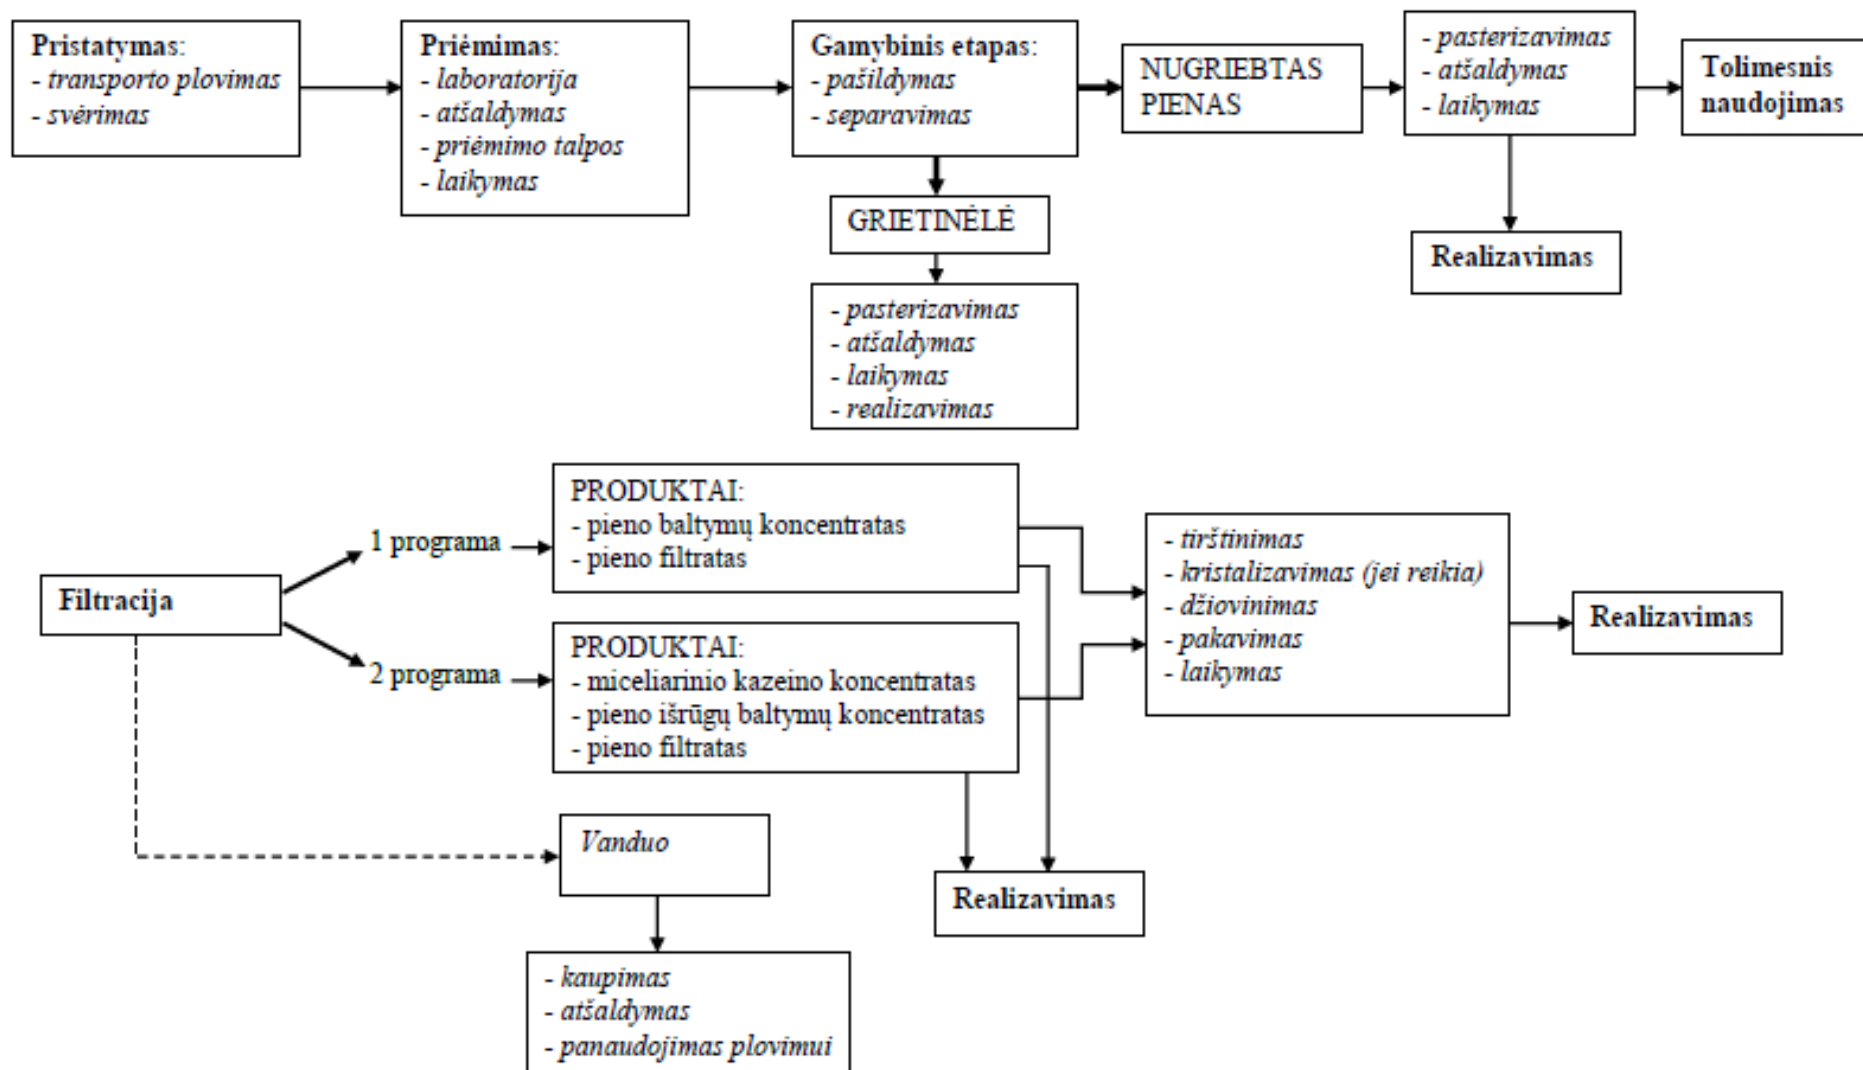 Pristatymas:
- transporto plovimas
- svėrimas
Priėmimas:
- laboratorija
- atšaldymas
- priėmimo talpos
- laikymas
Gamybinis etapas:
- pašildymas
- separavimas
NUGRIEBTAS
PIENAS
- pasterizavimas
- atšaldymas
- laikymas
Tolimesnis
naudojimas
Realizavimas
GRIETINĖLĖ
- pasterizavimas
- atšaldymas
- laikymas
- realizavimas
Filtracija
1 programa
PRODUKTAI:
- pieno baltymų koncentratas
- pieno filtratas
2 programa
PRODUKTAI:
- miceliarinio kazeino koncentratas
- pieno išrūgų baltymų koncentratas
- pieno filtratas
- tirštinimas
- kristalizavimas (jei reikia)
- džiovinimas
- pakavimas
- laikymas
Realizavimas
Vanduo
Realizavimas
- kaupimas
- atšaldymas
- panaudojimas plovimui